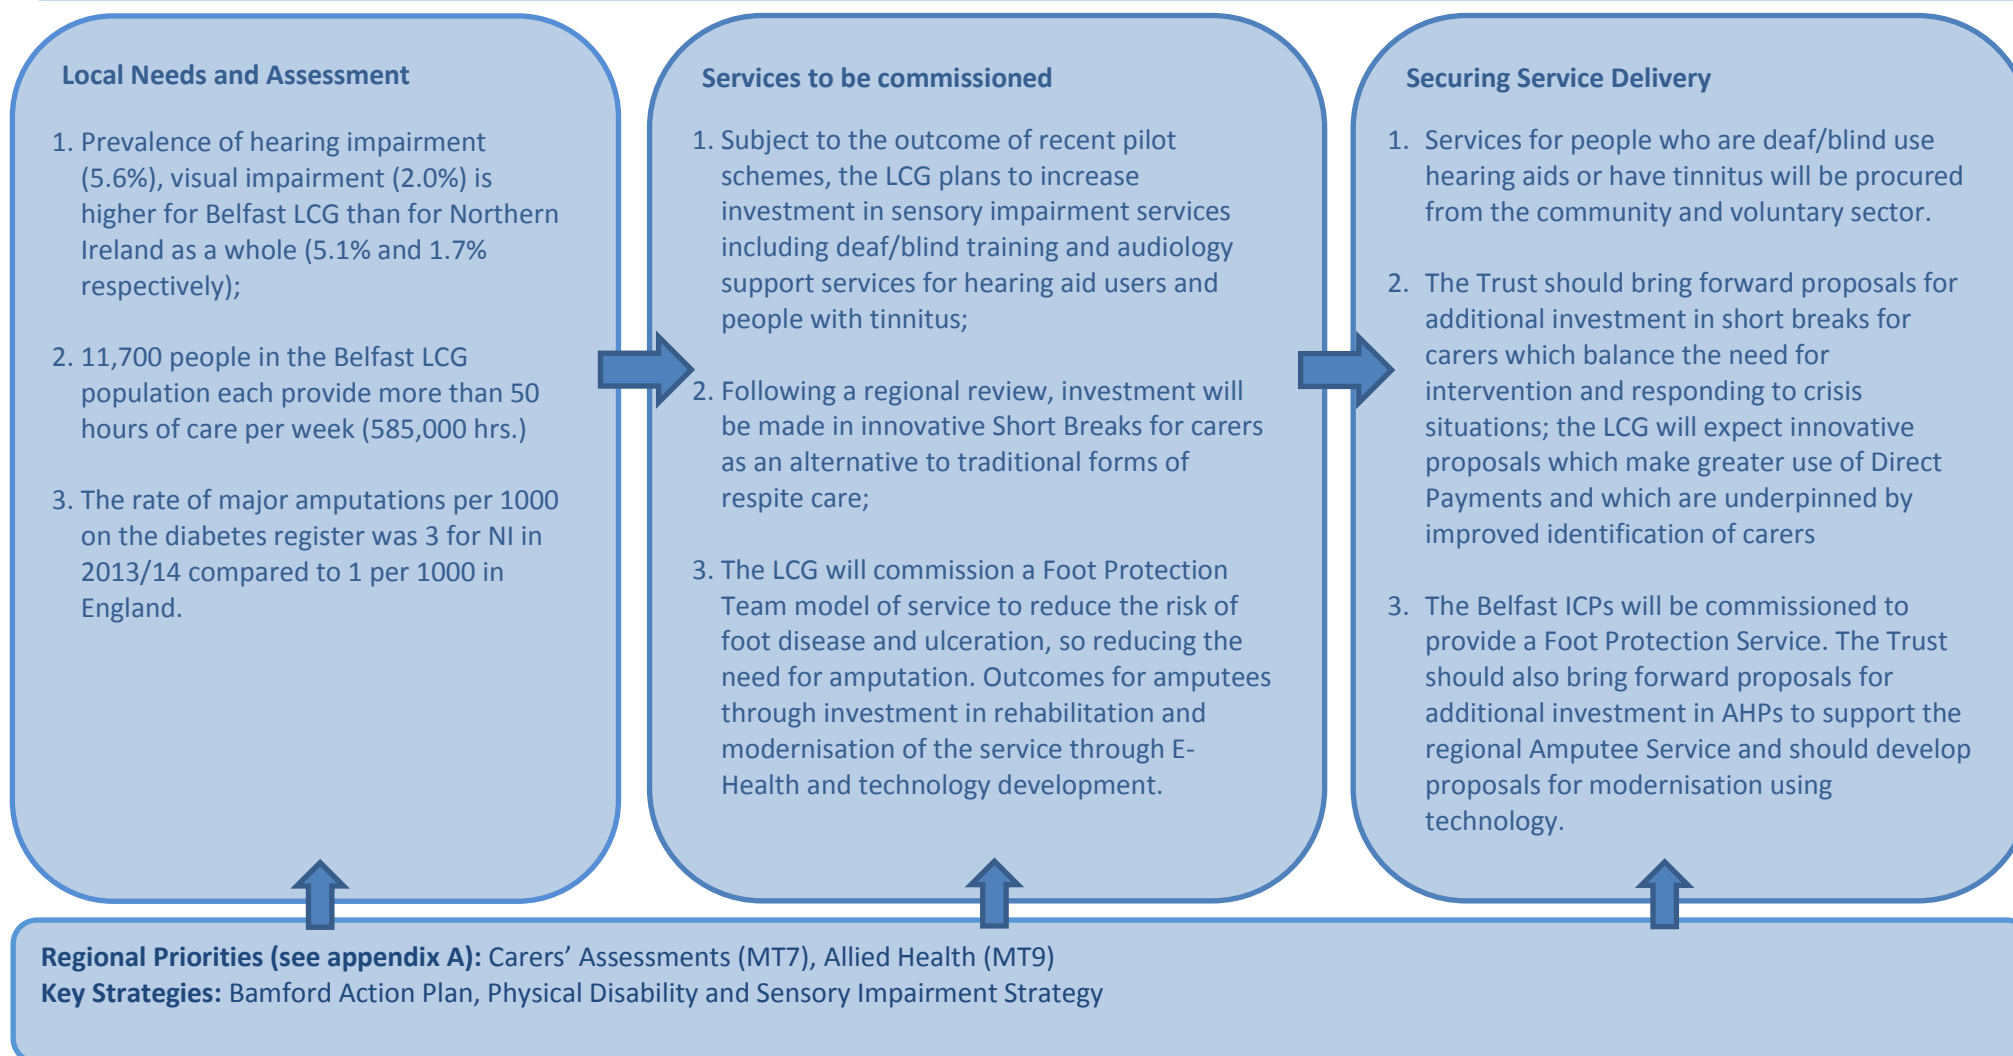 Local Needs and Assessment
1. Prevalence of hearing impairment
(5.6%), visual impairment (2.0%) is
higher for Belfast LCG than for Northern
Ireland as a whole (5.1% and 1.7%
respectively);
2. 11,700 people in the Belfast LCG
population each provide more than 50
hours of care per week (585,000 hrs.)
3. The rate of major amputations per 1000
on the diabetes register was 3 for NI in
2013/14 compared to 1 per 1000 in
England.
Services to be commissioned
1. Subject to the outcome of recent pilot
schemes, the LCG plans to increase
investment in sensory impairment services
including deaf/blind training and audiology
support services for hearing aid users and
people with tinnitus;
2. Following a regional review, investment will
be made in innovative Short Breaks for carers
as an alternative to traditional forms of
respite care;
3. The LCG will commission a Foot Protection
Team model of service to reduce the risk of
foot disease and ulceration, so reducing the
need for amputation. Outcomes for amputees
through investment in rehabilitation and
modernisation of the service through E-
Health and technology development.
Securing Service Delivery
1. Services for people who are deaf/blind use
hearing aids or have tinnitus will be procured
from the community and voluntary sector.
2. The Trust should bring forward proposals for
additional investment in short breaks for
carers which balance the need for
intervention and responding to crisis
situations; the LCG will expect innovative
proposals which make greater use of Direct
Payments and which are underpinned by
improved identification of carers
3. The Belfast ICPs will be commissioned to
provide a Foot Protection Service. The Trust
should also bring forward proposals for
additional investment in AHPs to support the
regional Amputee Service and should develop
proposals for modernisation using
technology.
Regional Priorities (see appendix A): Carers’ Assessments (MT7), Allied Health (MT9)
Key Strategies: Bamford Action Plan, Physical Disability and Sensory Impairment Strategy